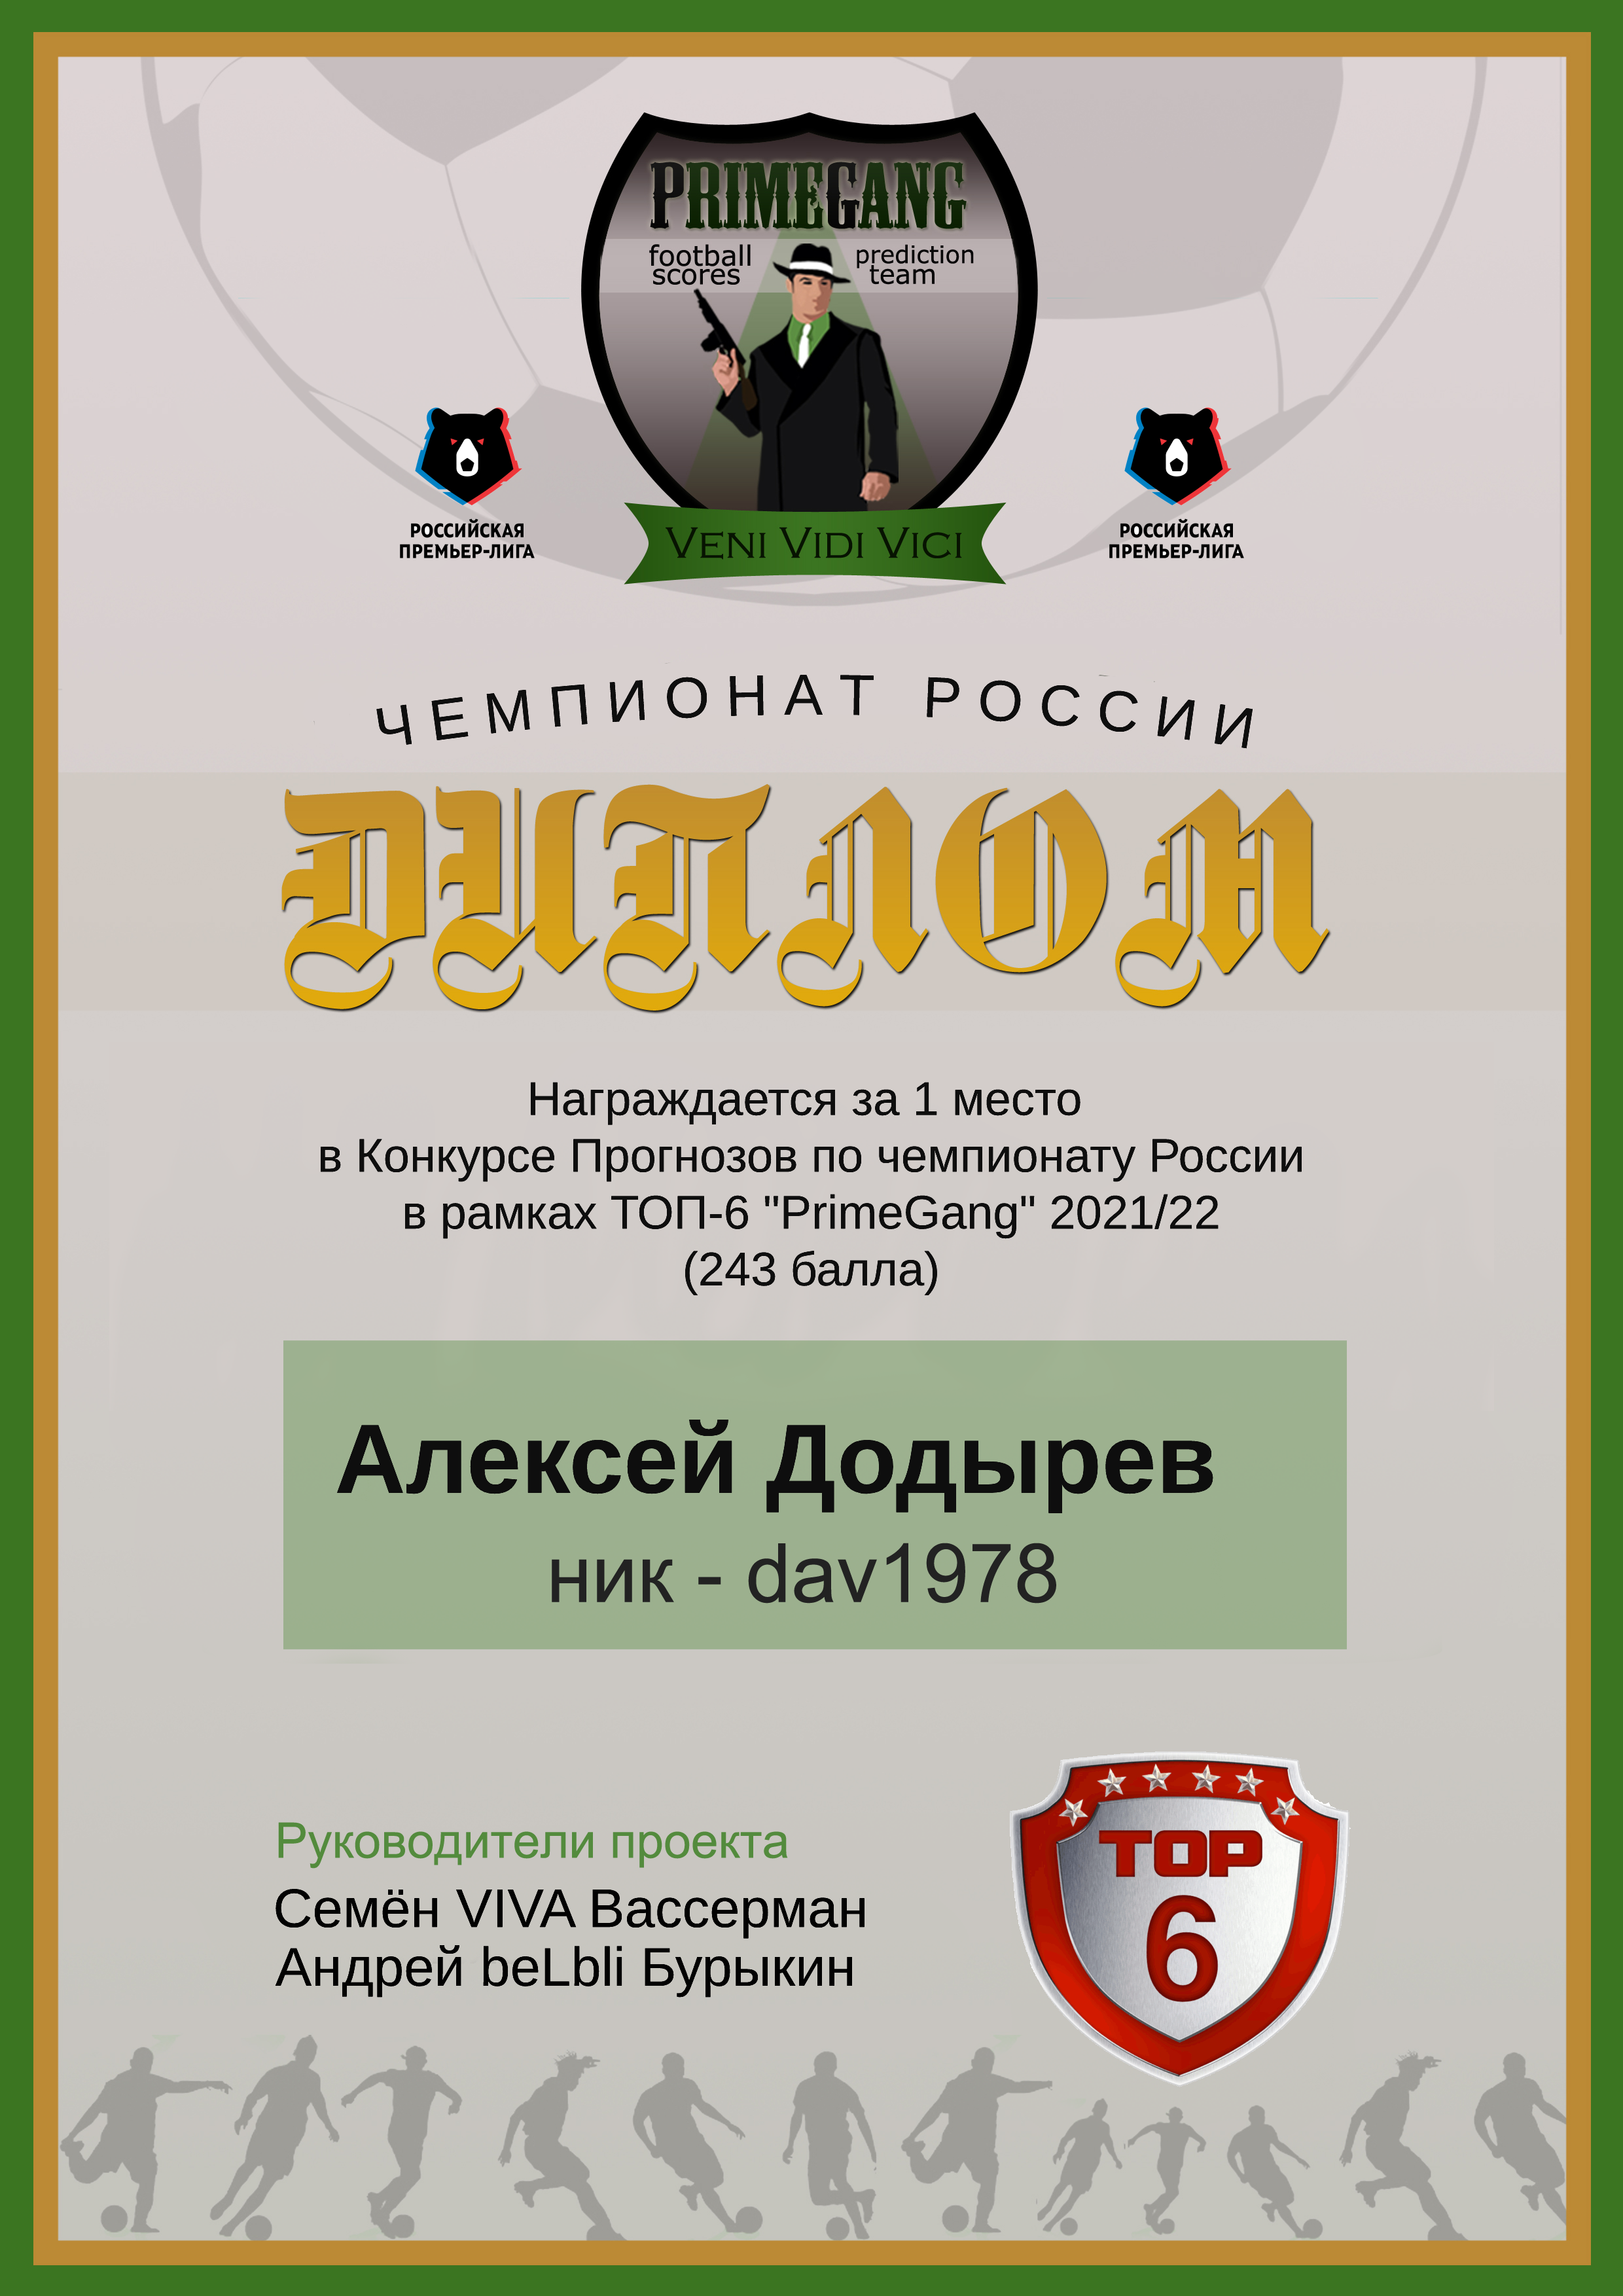 PRIMEGANG
football prediction
scores team
VENI VIDI VICI
РОССИЙСКАЯ
ПРЕМЬЕР-ЛИГА
РОССИЙСКАЯ
ПРЕМЬЕР-ЛИГА
ЧЕМПИОНАТ РОССИИ
ДИПЛОМ
Награждается за 1 место
в Конкурсе Прогнозов по чемпионату России
в рамках ТОП-6 "PrimeGang" 2021/22
(243 балла)
Алексей Додырев
ник - dav1978
Руководители проекта
Семён VIVA Вассерман
Андрей beLbli Бурыкин
TOP
6